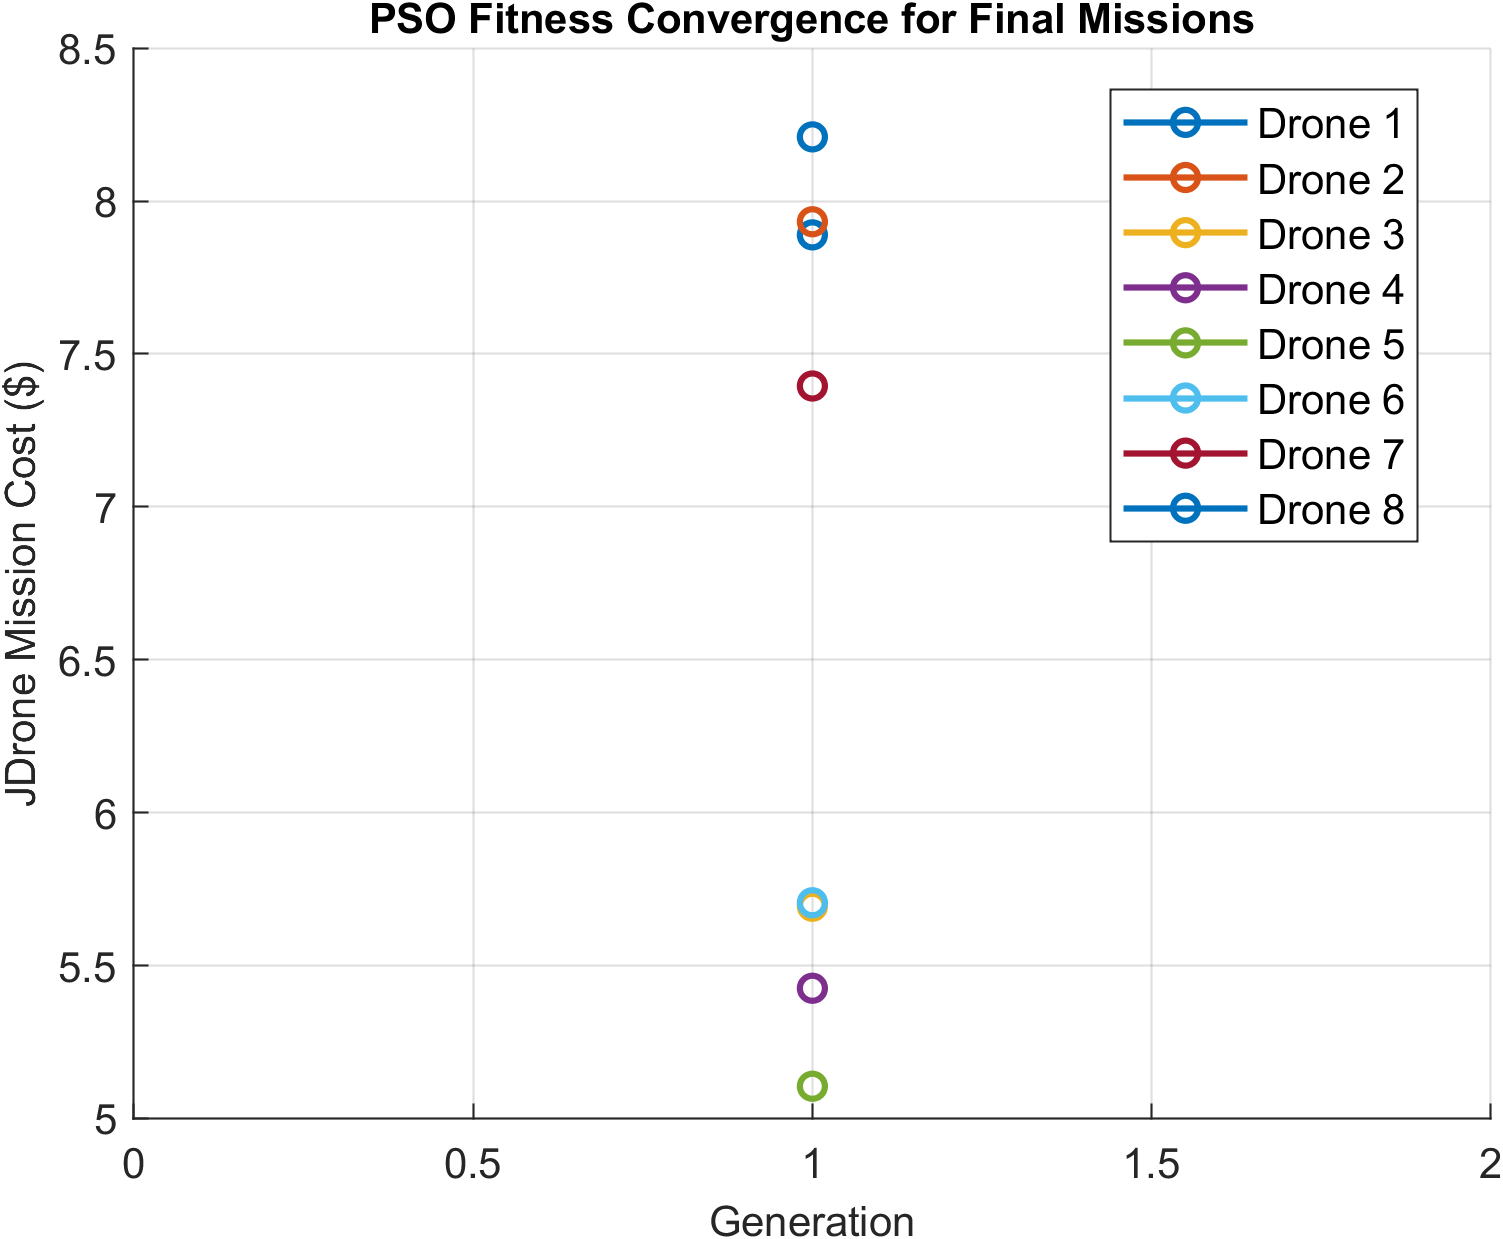 PSO Fitness Convergence for Final Missions
8.5
8
7.5
7
6.5
6
5.5
5
JDrone Mission Cost ($)
Drone 1
Drone 2
Drone 3
Drone 4
Drone 5
Drone 6
Drone 7
Drone 8
0
0.5
1
1.5
2
Generation